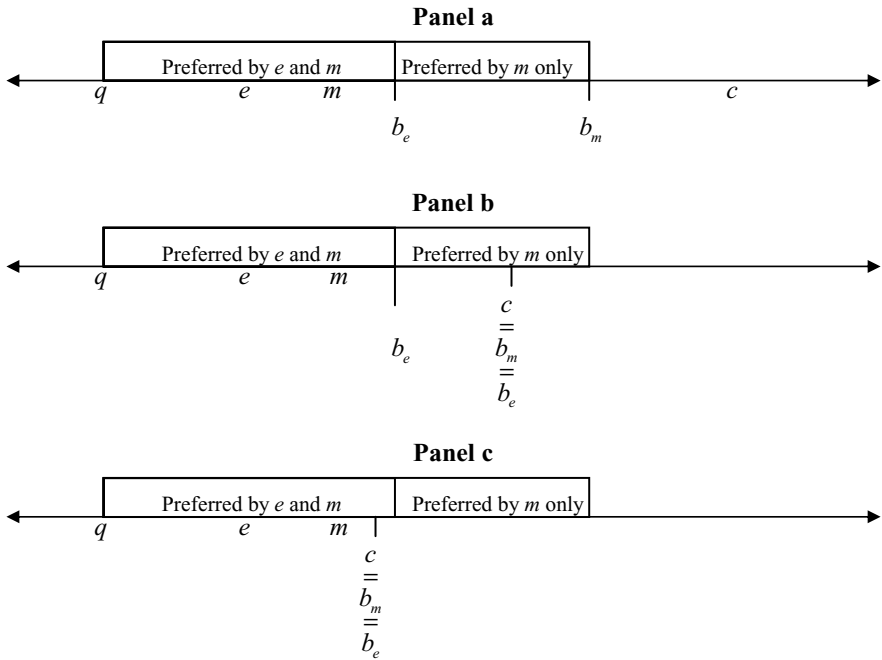 Panel a
Preferred by e and m Preferred by m only
q e m c
b_e b_m
Panel b
Preferred by e and m Preferred by m only
q e m
c
=
b_e b_m
=
b_e
Panel c
Preferred by e and m Preferred by m only
q e m
c
=
b_m
=
b_e